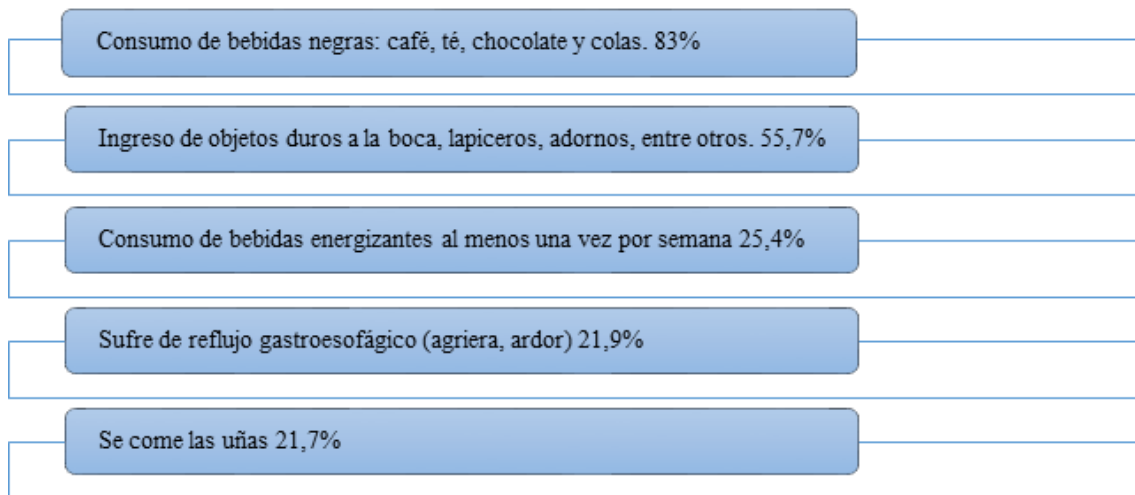 Consumo de bebidas negras: café, té, chocolate y colas. 83%
Ingreso de objetos duros a la boca, lapiceros, adornos, entre otros. 55,7%
Consumo de bebidas energizantes al menos una vez por semana 25,4%
Sufre de reflujo gastroesofágico (agriera, ardor) 21,9%
Se come las uñas 21,7%